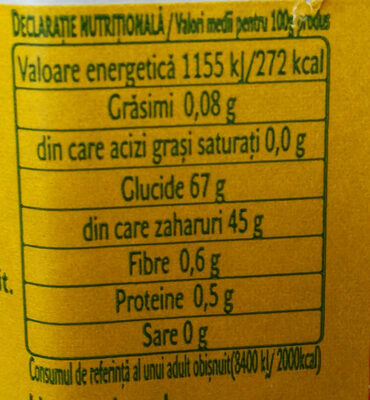 DECLARAȚIE NUTRIȚIONALĂ / Valori medii pentru 100g produs
Valoare energetică 1155 kJ/272 kcal
Grăsimi 0,08 g
din care acizi grași saturați 0,0 g
Glucide 67 g
din care zaharuri 45 g
Fibre 0,6 g
it.
Proteine 0,5 g
Sare 0 g
Consumul de referință al unui adult obișnuit(8400 kJ/ 2000kcal)